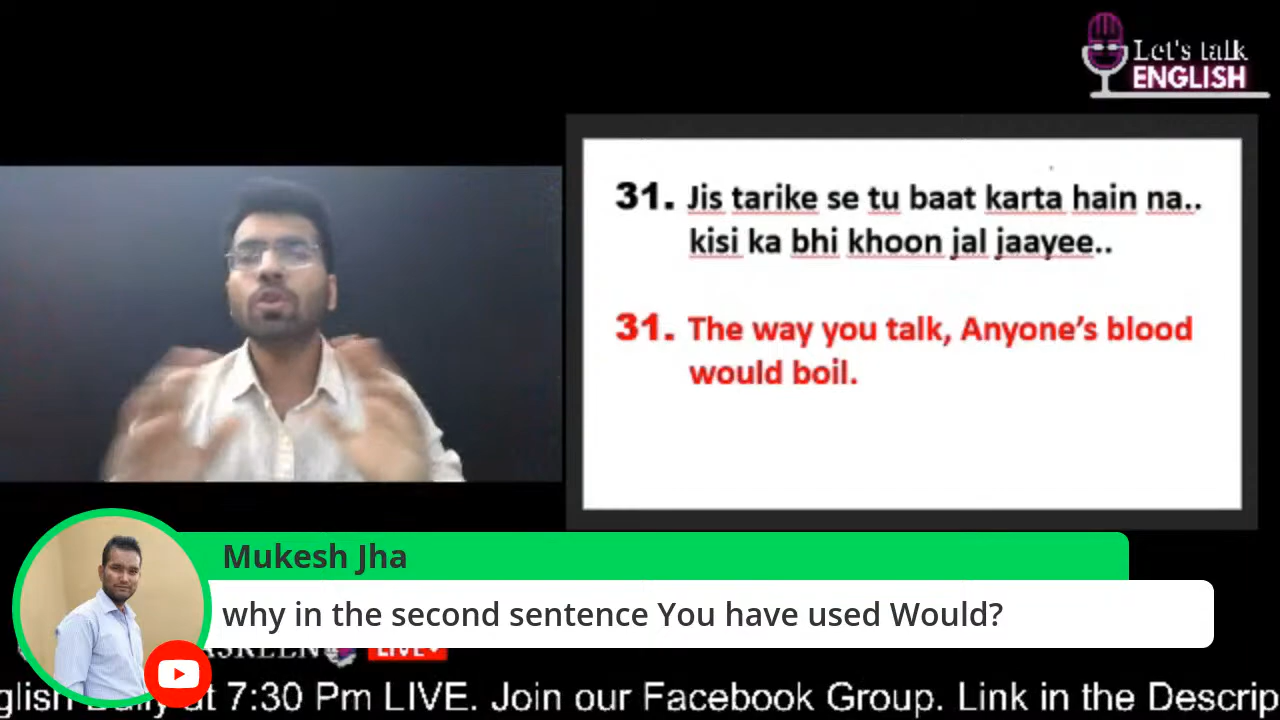 Let's talk
ENGLISH
31. Jis tarike se tu baat karta hain na..
kisi ka bhi khoon jal jaayee..
31. The way you talk, Anyone's blood
would boil.
Mukesh Jha
why in the second sentence You have used Would?
LIVE
at 7:30 Pm LIVE. Join our Facebook Group. Link in the Descrip